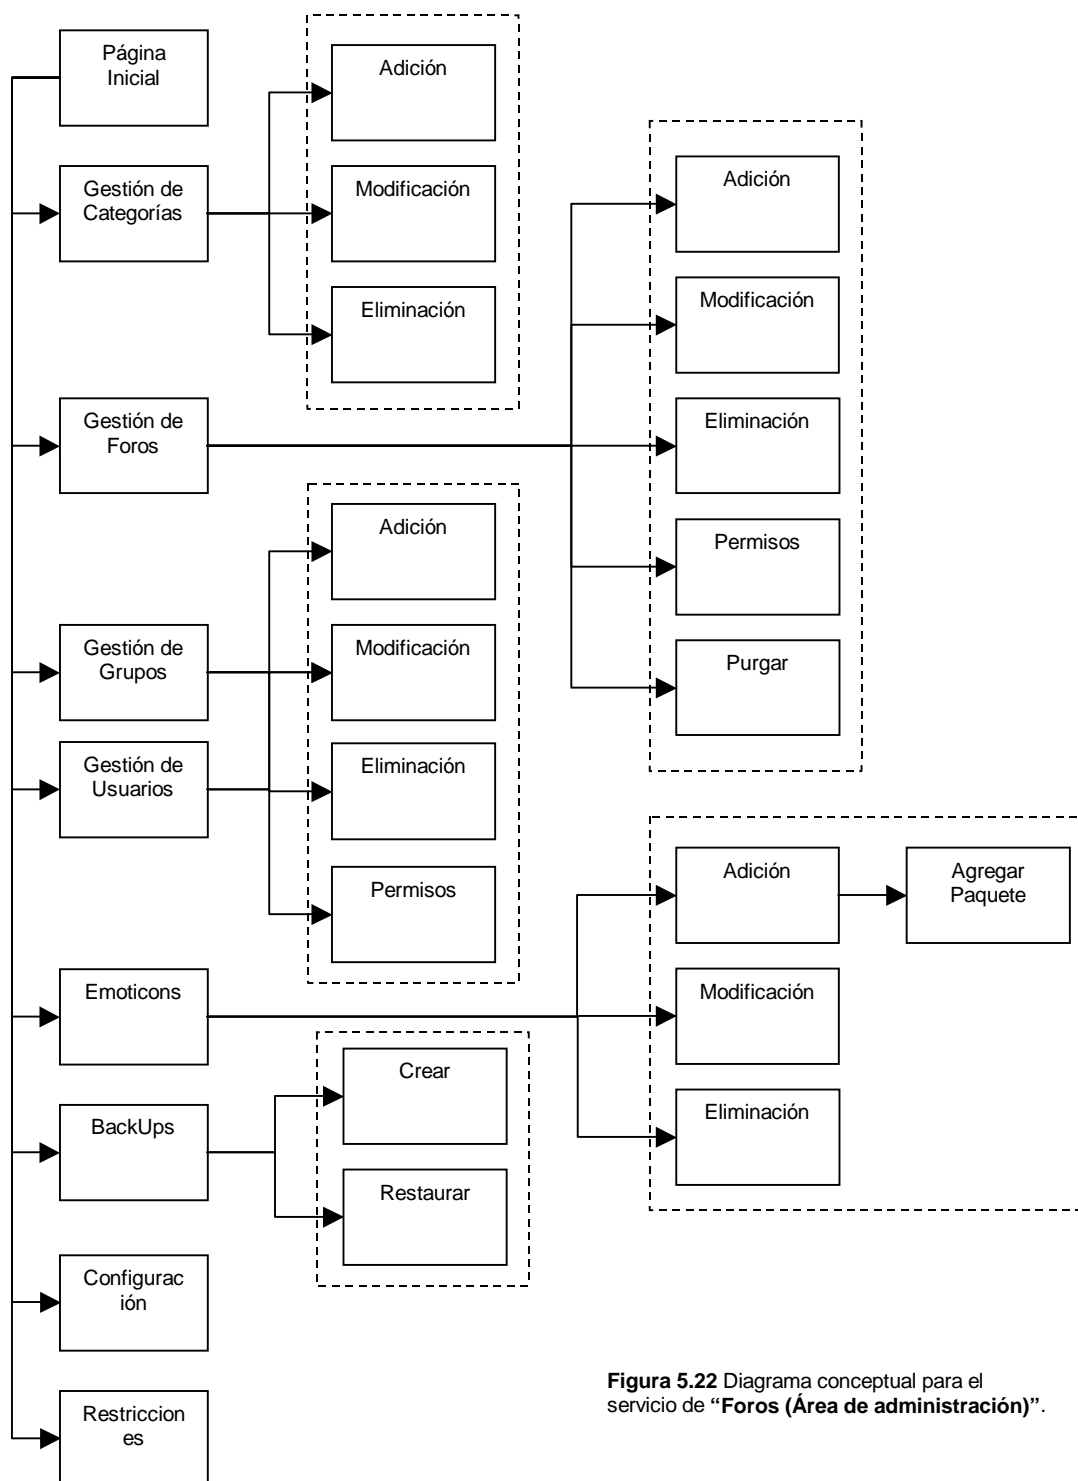 Página
Inicial
Adición
Gestión de
Categorías
Modificación
Eliminación
Adición
Modificación
Gestión de
Foros
Eliminación
Permisos
Purgar
Adición
Gestión de
Grupos
Modificación
Gestión de
Usuarios
Eliminación
Permisos
Emoticons
Adición
Agregar
Paquete
Modificación
Eliminación
BackUps
Crear
Restaurar
Configurac
ión
Restriccion
es
Figura 5.22 Diagrama conceptual para el
servicio de “Foros (Área de administración)”.